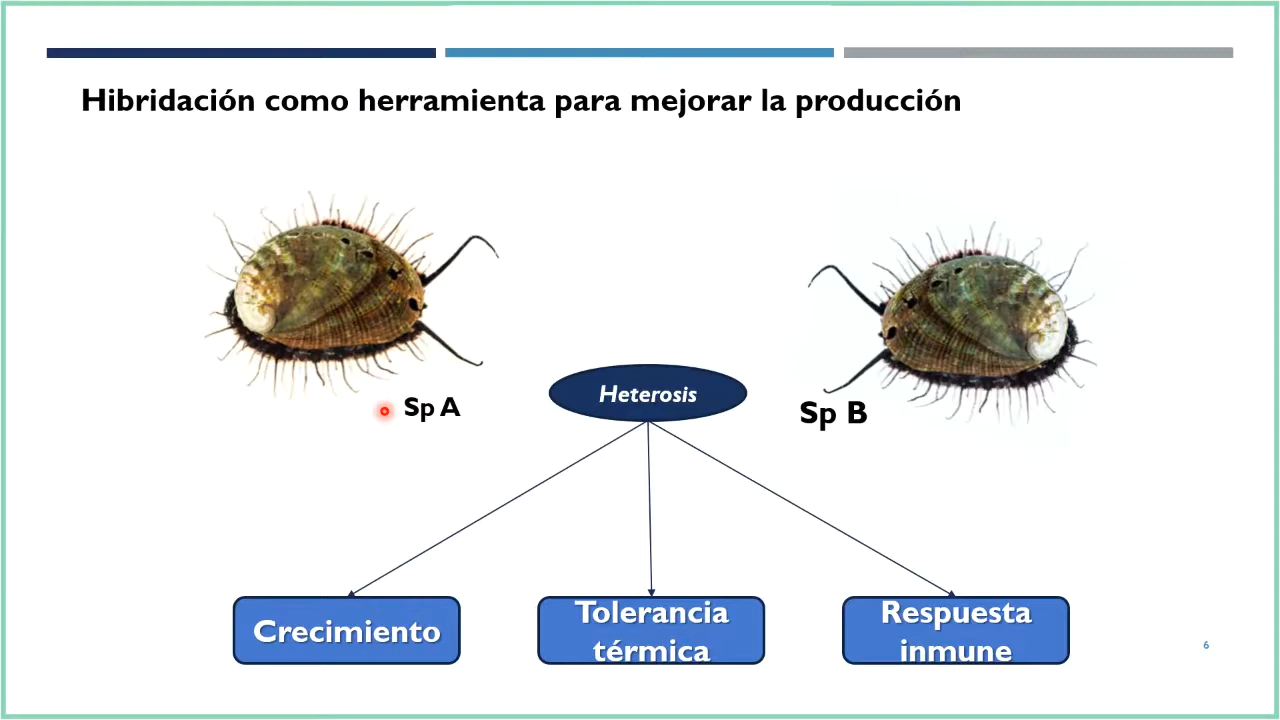 Hibridación como herramienta para mejorar la producción
Sp A
Heterosis
Sp B
Crecimiento
Tolerancia
térmica
Respuesta
inmune
6